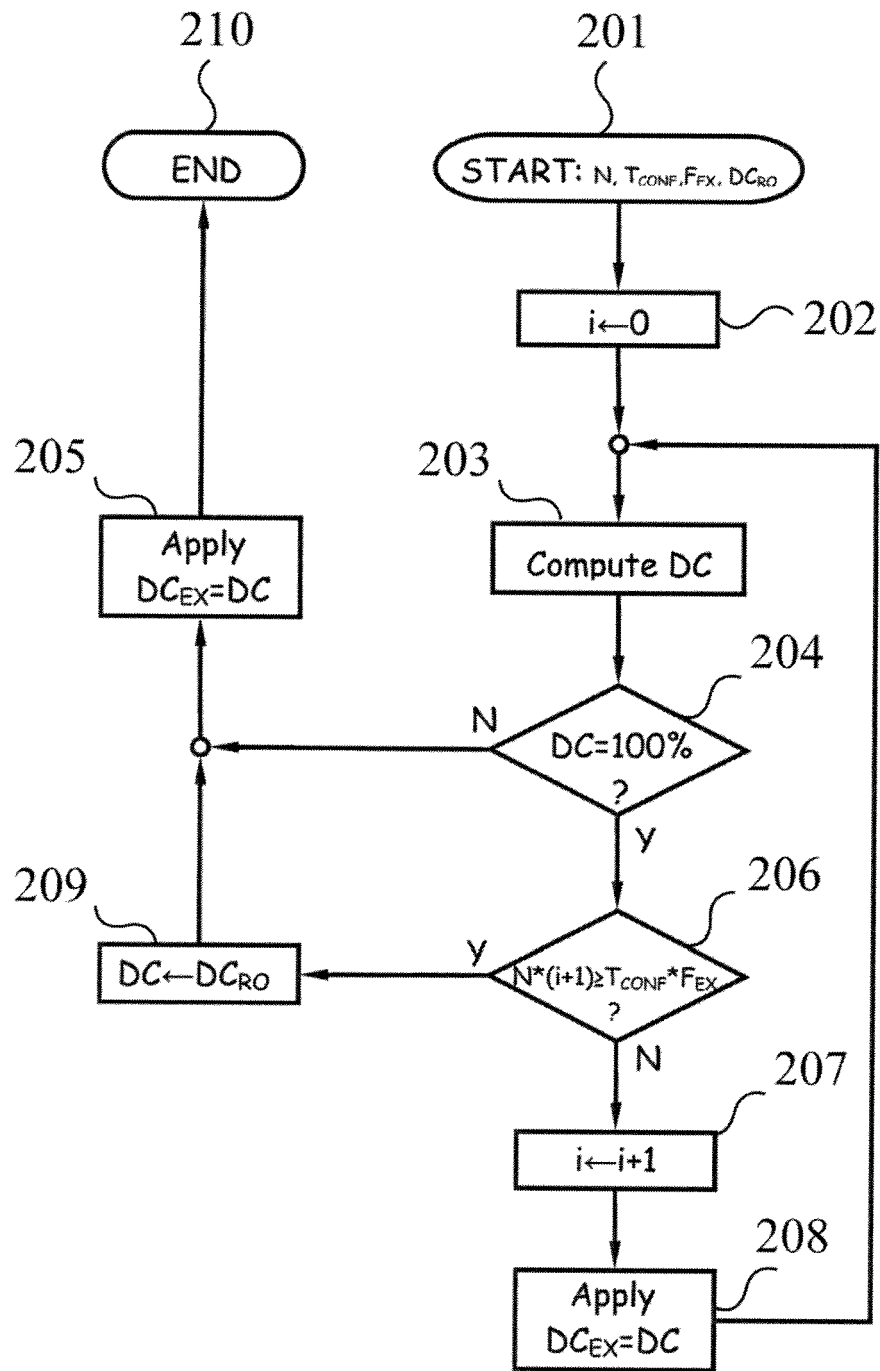 210
201
END
START: N, TCONF,FEX, DCRO
i←0
202
203
205
Compute DC
Apply
DCEX=DC
204
N
DC=100%
?
Y
206
209
Y
N*(i+1)≥TCONF*FEX
?
DC←DCRO
N
207
i←i+1
208
Apply
DCEX=DC